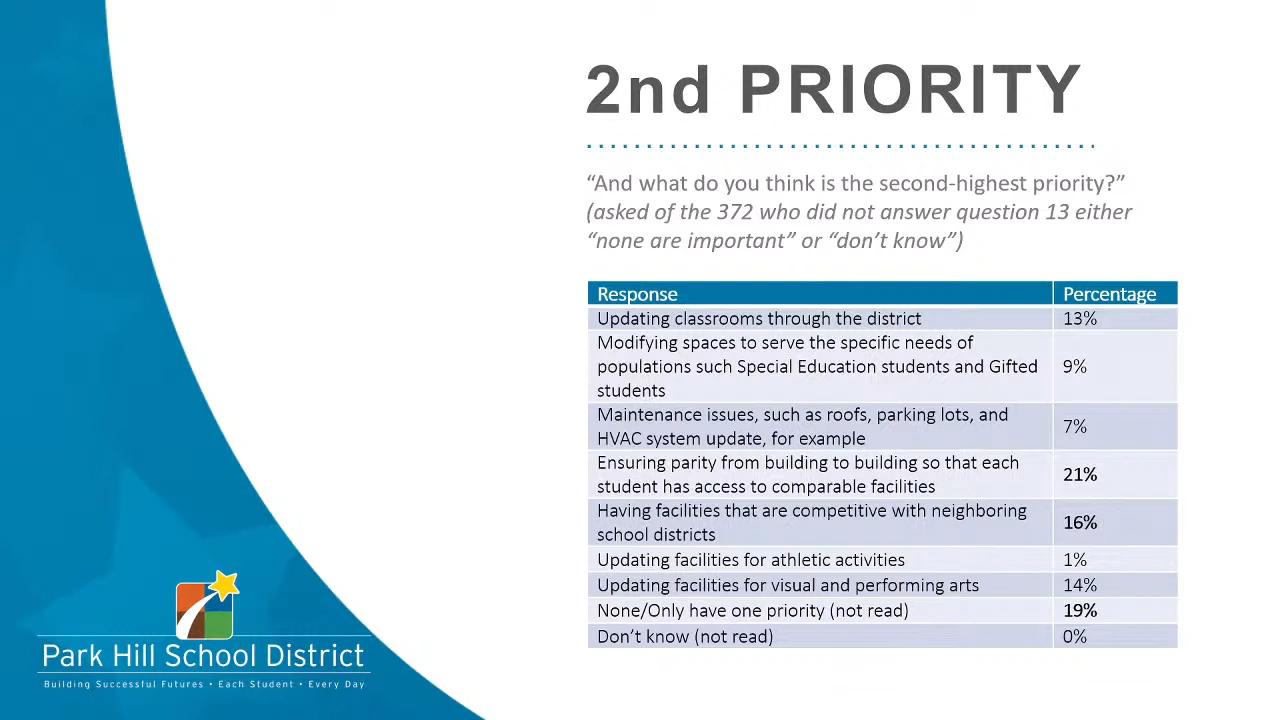 2nd PRIORITY
“And what do you think is the second-highest priority?”
(asked of the 372 who did not answer question 13 either
“none are important” or “don’t know”)
Response Percentage
Updating classrooms through the district 13%
Modifying spaces to serve the specific needs of
populations such Special Education students and Gifted
students
9%
Maintenance issues, such as roofs, parking lots, and
HVAC system update, for example
7%
Ensuring parity from building to building so that each
student has access to comparable facilities
21%
Having facilities that are competitive with neighboring
school districts
16%
Updating facilities for athletic activities 1%
Updating facilities for visual and performing arts 14%
None/Only have one priority (not read) 19%
Don’t know (not read) 0%
Park Hill School District
Building Successful Futures • Each Student • Every Day